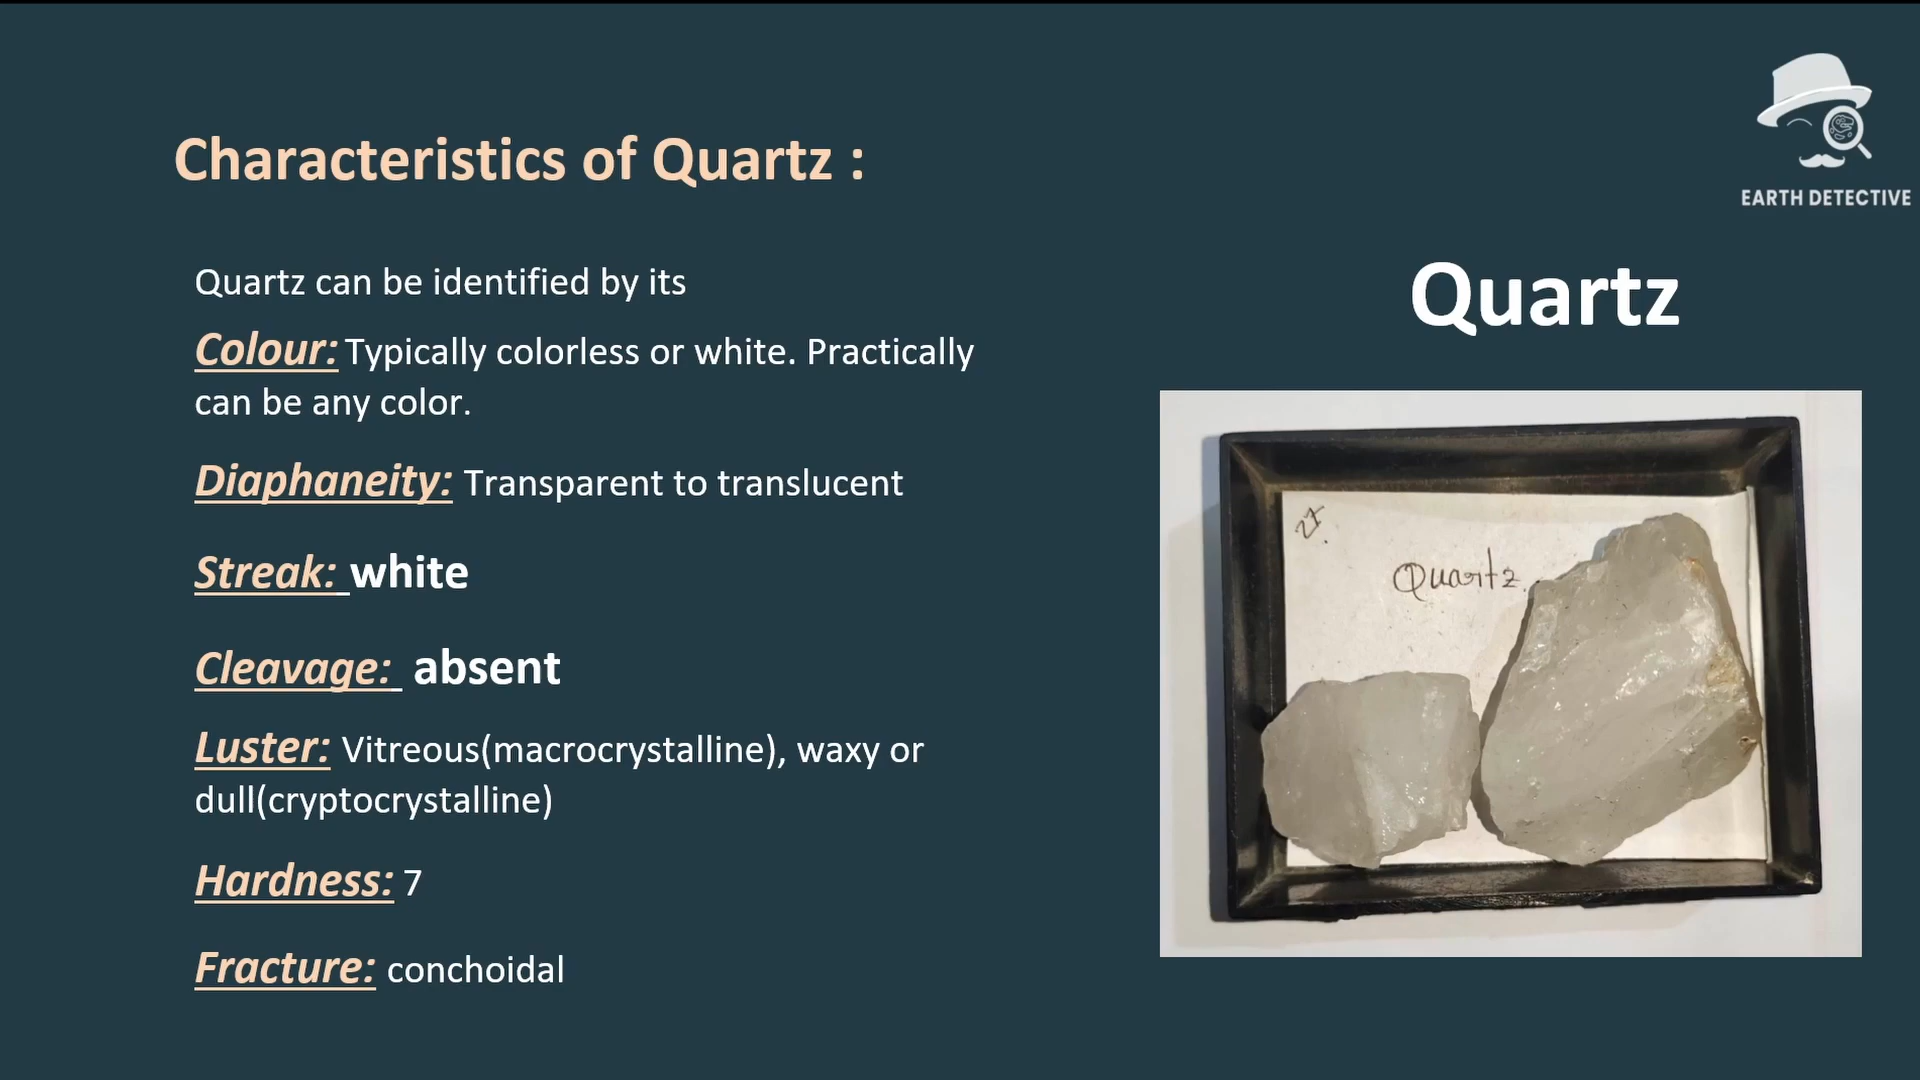 Characteristics of Quartz :
EARTH DETECTIVE
Quartz can be identified by its
Colour: Typically colorless or white. Practically
can be any color.
Diaphaneity: Transparent to translucent
Streak: white
Cleavage: absent
Luster: Vitreous(macrocrystalline), waxy or
dull(cryptocrystalline)
Hardness: 7
Fracture: conchoidal
Quartz
27.
Quartz.